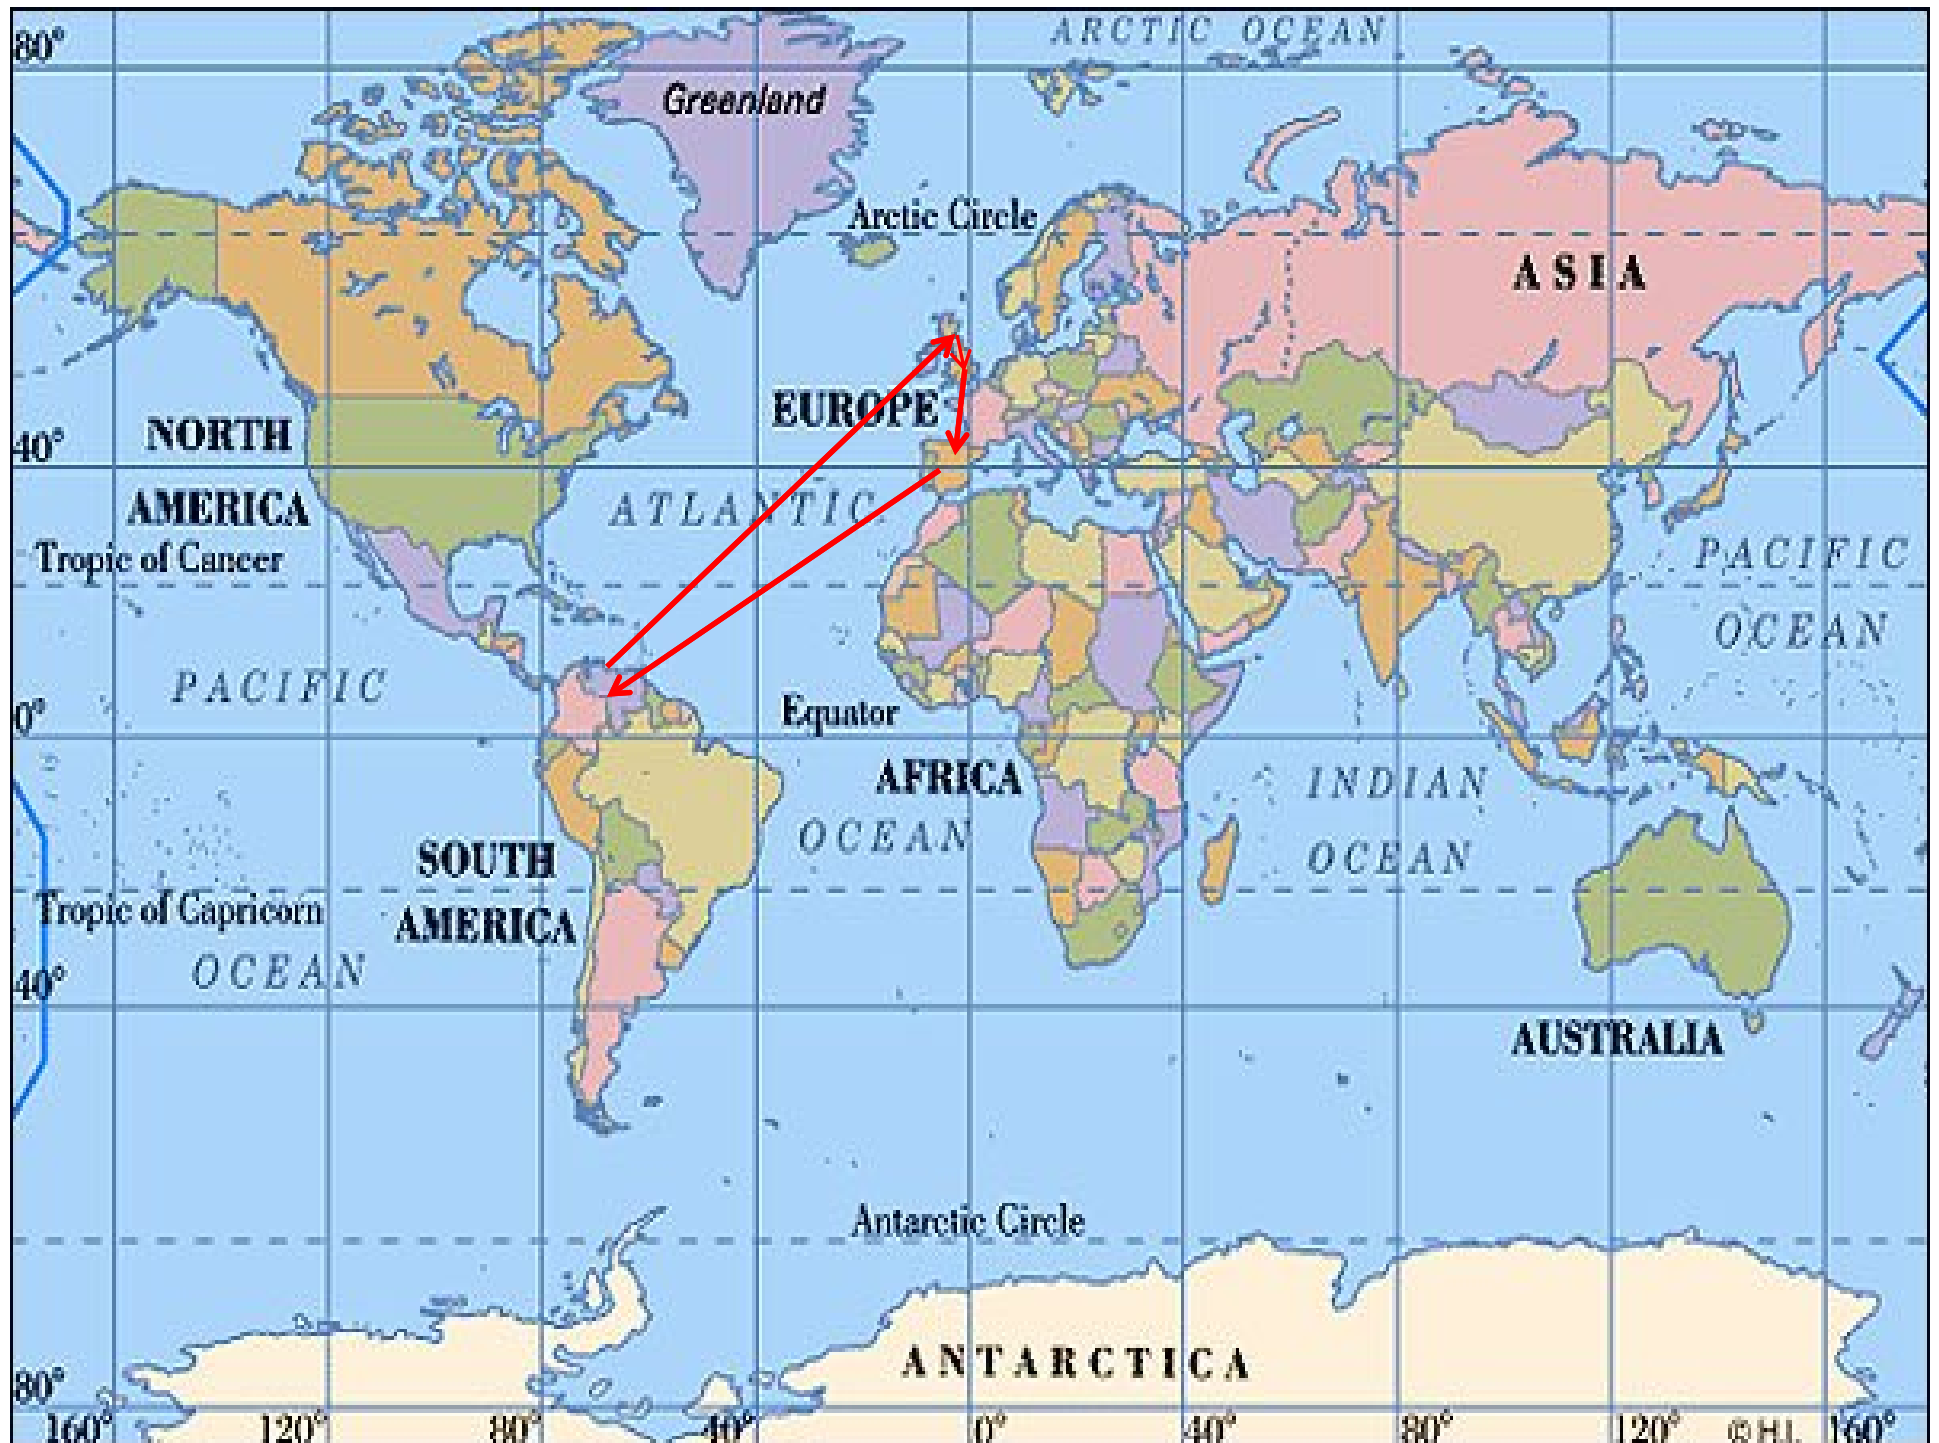 ARCTIC OCEAN
80°
Greenland
Arctic Circle
ASIA
EUROPE
NORTH
40°
AMERICA
ATLANTIC
Tropic of Cancer
PACIFIC
OCEAN
PACIFIC
0°
Equator
AFRICA
INDIAN
OCEAN
OCEAN
SOUTH
AMERICA
Tropic of Capricorn
OCEAN
40°
AUSTRALIA
Antarctic Circle
ANTARCTICA
80°
160° 120° 80° 40° 0° 40° 80° 120° © H.I. 160°